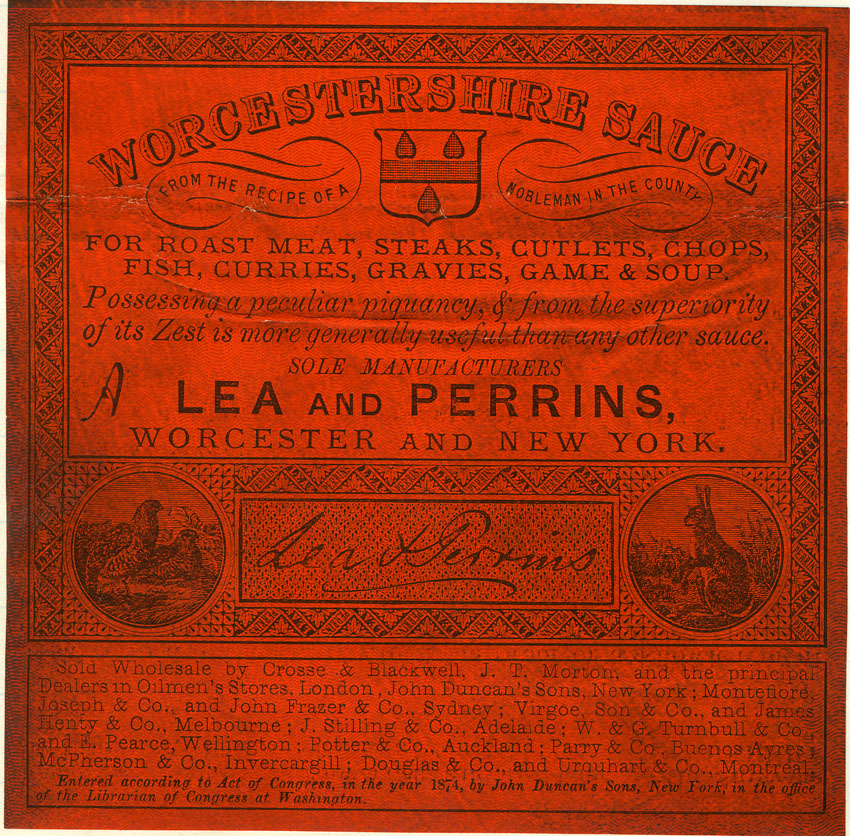 WORCESTERSHIRE SAUCE
FROM THE RECIPE OF A
NOBLEMAN IN THE COUNTY
FOR ROAST MEAT, STEAKS, CUTLETS, CHOPS,
FISH, CURRIES, GRAVIES, GAME & SOUP.
Possessing a peculiar piquancy, & from the superiority
of its Zest is more generally useful than any other sauce.
SOLE MANUFACTURERS
A
LEA AND PERRINS,
WORCESTER AND NEW YORK.
Lea & Perrins
Sold Wholesale by Crosse & Blackwell, J. T. Morton, and the principal
Dealers in Oilmen's Stores, London, John Duncan's Sons, New York; Montefiore,
Joseph & Co., and John Frazer & Co., Sydney; Virgoe, Son & Co., and James
Henty & Co., Melbourne; J. Stilling & Co., Adelaide; W. & G. Turnbull & Co.,
and E. Pearce, Wellington; Potter & Co., Auckland; Parry & Co., Buenos Ayres;
McPherson & Co., Invercargill; Douglas & Co., and Urquhart & Co., Montreal.
Entered according to Act of Congress, in the year 1874, by John Duncan's Sons, New York, in the office
of the Librarian of Congress at Washington.